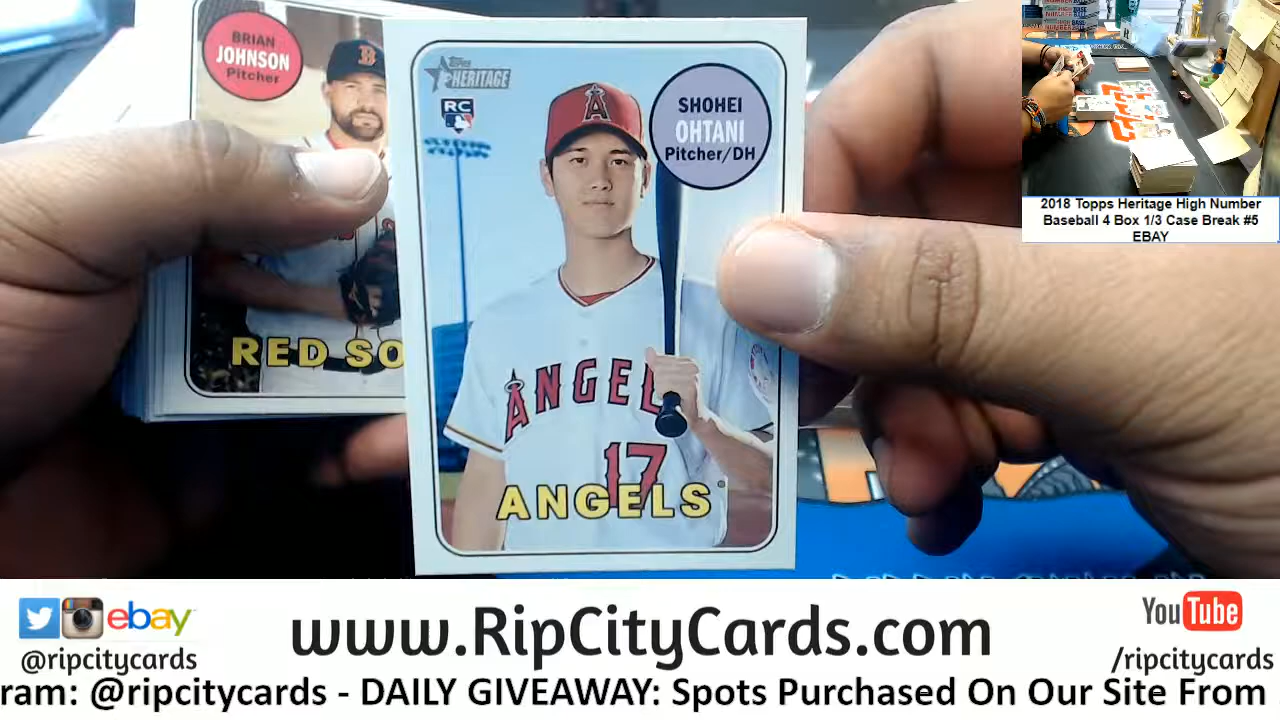 BRIAN
JOHNSON
Pitcher
RED SO
Topps
HERITAGE
RC
SHOHEI
OHTANI
Pitcher/DH
A
ANGEL
17
ANGELS
2018 Topps Heritage High Number
Baseball 4 Box 1/3 Case Break #5
EBAY
ebay
@ripcitycards
www.RipCityCards.com
YouTube
/ripcitycards
ram: @ripcitycards - DAILY GIVEAWAY: Spots Purchased On Our Site From